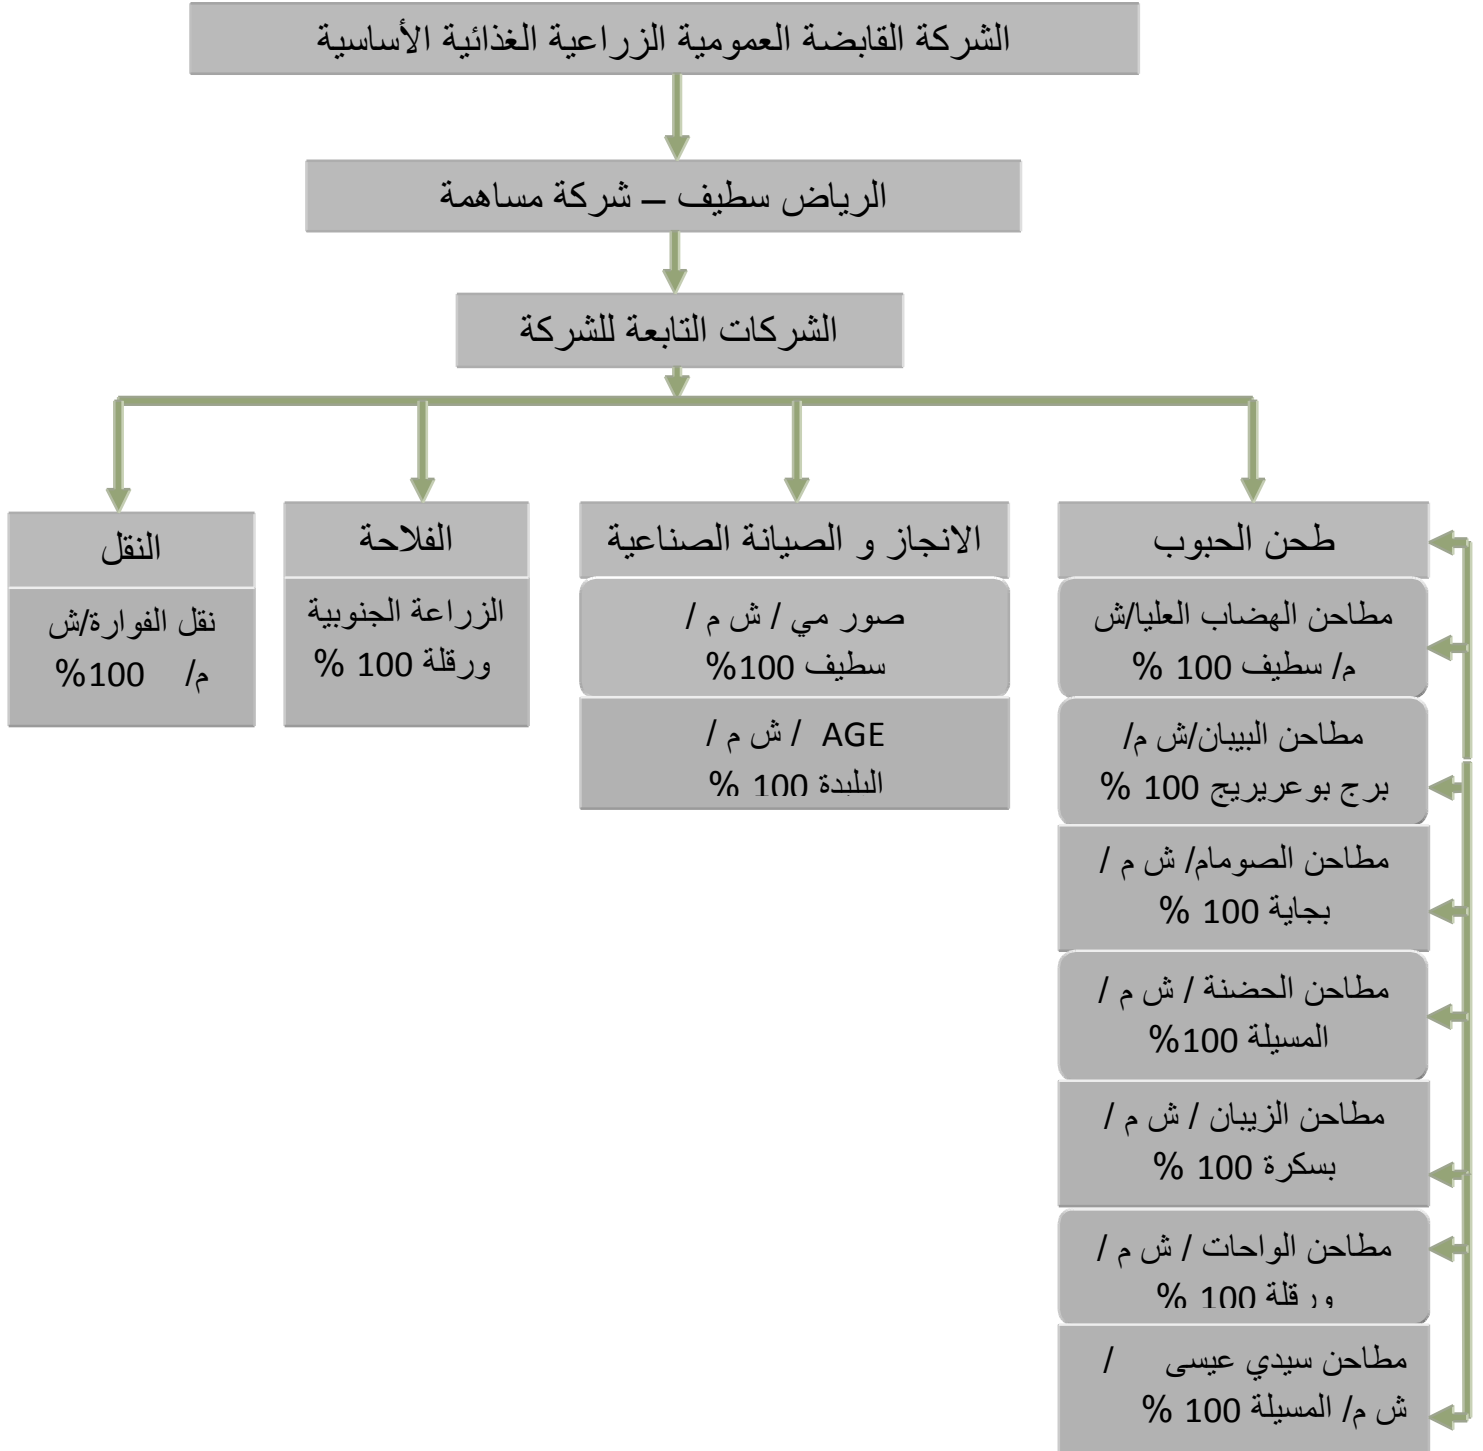 الشركة القابضة العمومية الزراعية الغذائية الأساسية
الرياض سطيف – شركة مساهمة
الشركات التابعة للشركة
طحن الحبوب
مطاحن الهضاب العليا/ش
م/ سطيف 100 %
مطاحن البيبان/ش م/
برج بوعريريج 100 %
مطاحن الصومام/ ش م /
بجاية 100 %
مطاحن الحضنة / ش م /
المسيلة 100%
مطاحن الزيبان / ش م /
بسكرة 100 %
مطاحن الواحات / ش م /
ورقلة 100 %
مطاحن سيدي عيسى /
ش م/ المسيلة 100 %
الانجاز و الصيانة الصناعية
صور مي / ش م /
سطيف 100%
AGE / ش م /
البليدة 100 %
الفلاحة
الزراعة الجنوبية
ورقلة 100 %
النقل
نقل الفوارة/ش
م/ 100%